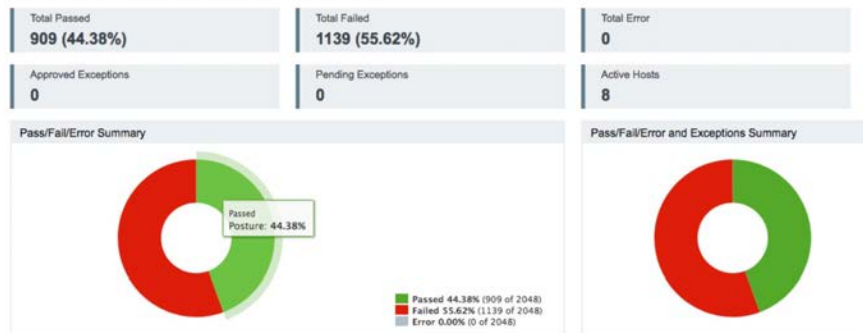 Total Passed
909 (44.38%)
Total Failed
1139 (55.62%)
Total Error
0
Approved Exceptions
0
Pending Exceptions
0
Active Hosts
8
Pass/Fail/Error Summary
Passed
Posture: 44.38%
Passed 44.38% (909 of 2048)
Failed 55.62% (1139 of 2048)
Error 0.00% (0 of 2048)
Pass/Fail/Error and Exceptions Summary